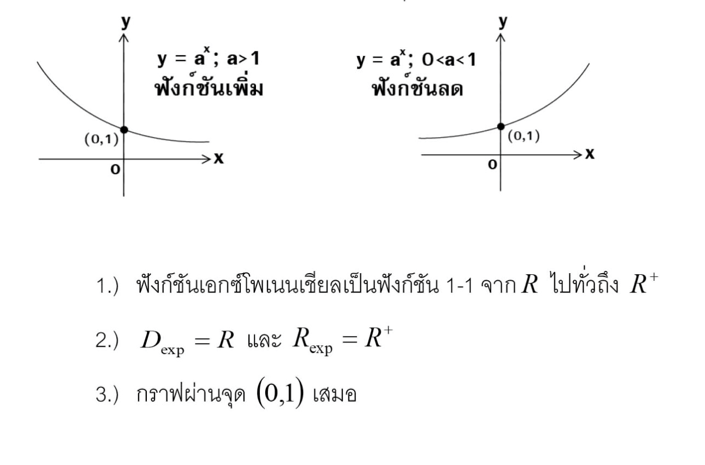 y
y = aˣ; a>1
ฟังก์ชันเพิ่ม
(0,1)
x
0
y
y = aˣ; 0<a<1
ฟังก์ชันลด
(0,1)
x
0
1.) ฟังก์ชันเอกซ์โพเนนเชียลเป็นฟังก์ชัน 1-1 จาก R ไปทั่วถึง R⁺
2.) D_exp = R และ R_exp = R⁺
3.) กราฟผ่านจุด (0,1) เสมอ